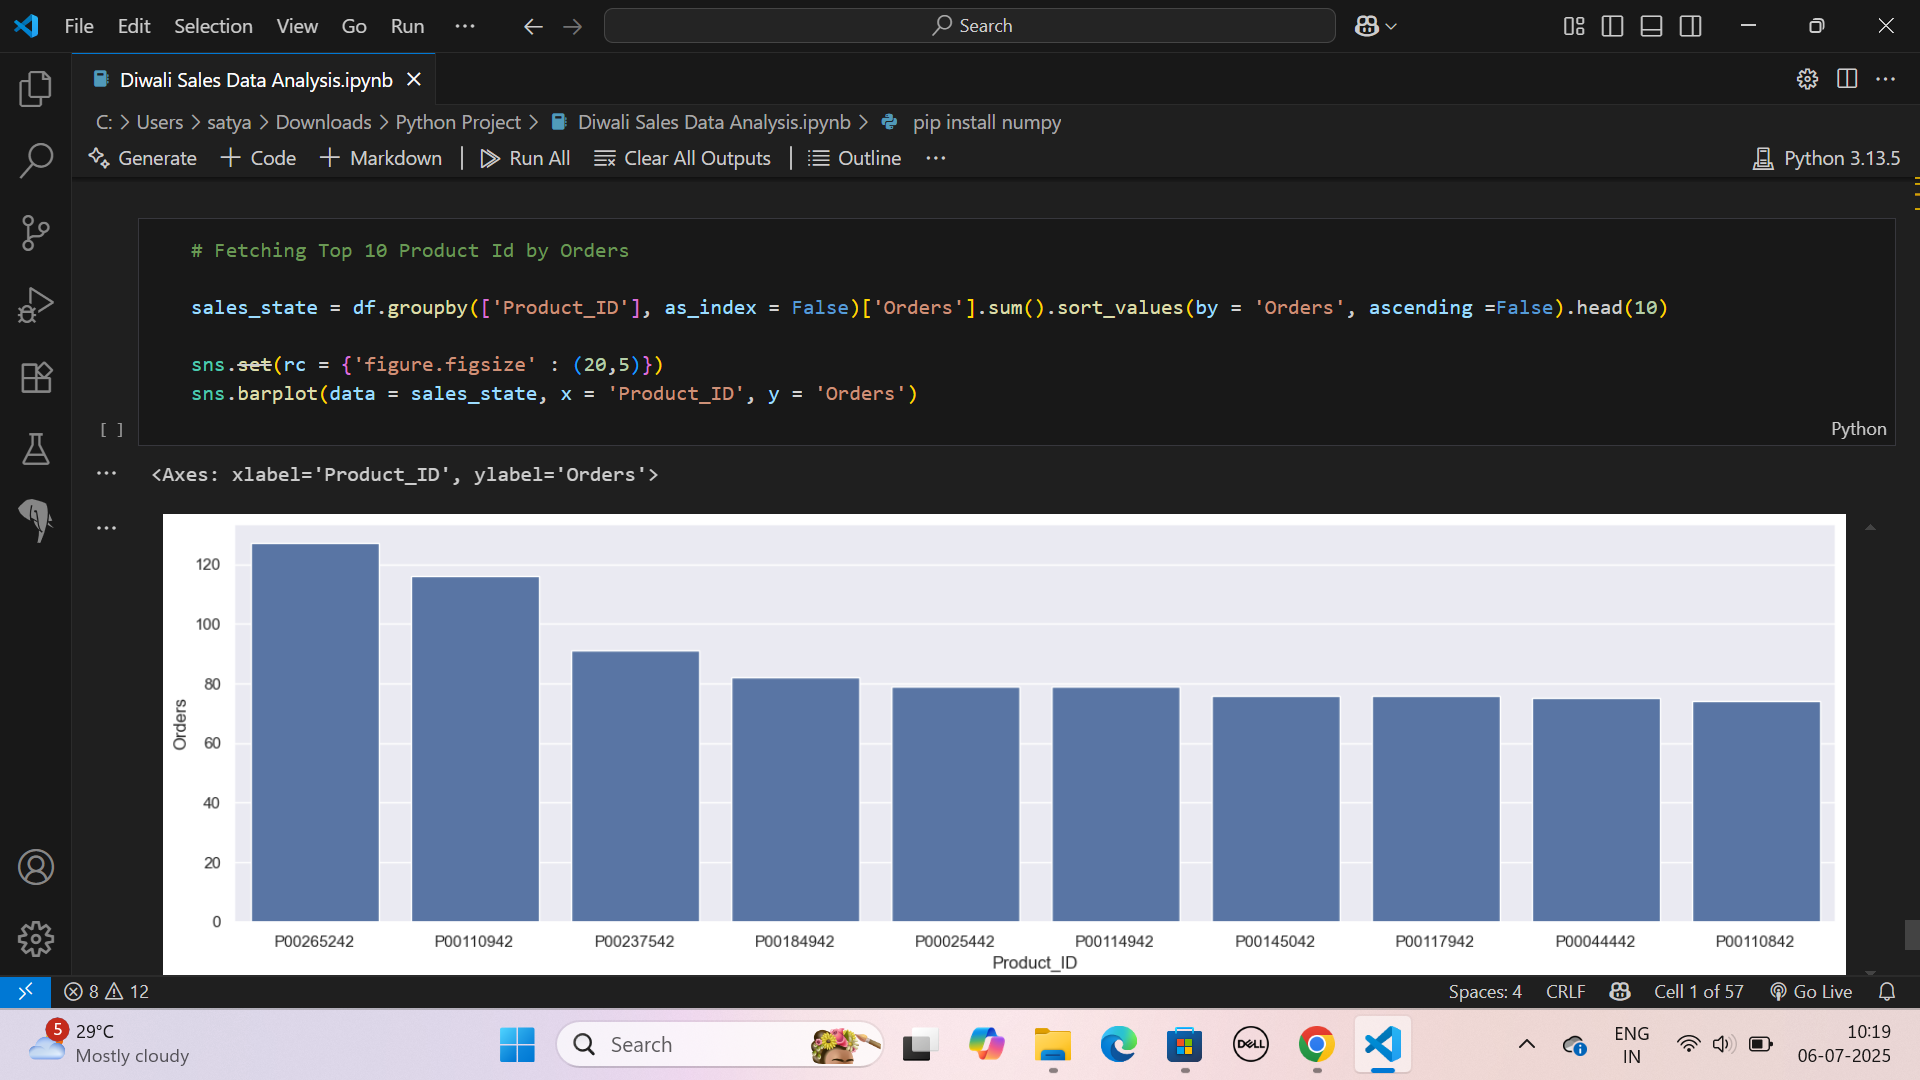 File Edit Selection View Go Run ··· Search
Diwali Sales Data Analysis.ipynb
C: > Users > satya > Downloads > Python Project > Diwali Sales Data Analysis.ipynb > pip install numpy
Generate + Code + Markdown | Run All Clear All Outputs | Outline ··· Python 3.13.5
# Fetching Top 10 Product Id by Orders
sales_state = df.groupby(['Product_ID'], as_index = False)['Orders'].sum().sort_values(by = 'Orders', ascending =False).head(10)
sns.set(rc = {'figure.figsize' : (20,5)})
sns.barplot(data = sales_state, x = 'Product_ID', y = 'Orders')
[ ] Python
<Axes: xlabel='Product_ID', ylabel='Orders'>
120
100
80
60
40
20
0
Orders
P00265242 P00110942 P00237542 P00184942 P00025442 P00114942 P00145042 P00117942 P00044442 P00110842
Product_ID
8 12 Spaces: 4 CRLF Cell 1 of 57 Go Live
5 29°C
Mostly cloudy
Search
DELL
ENG
IN
10:19
06-07-2025